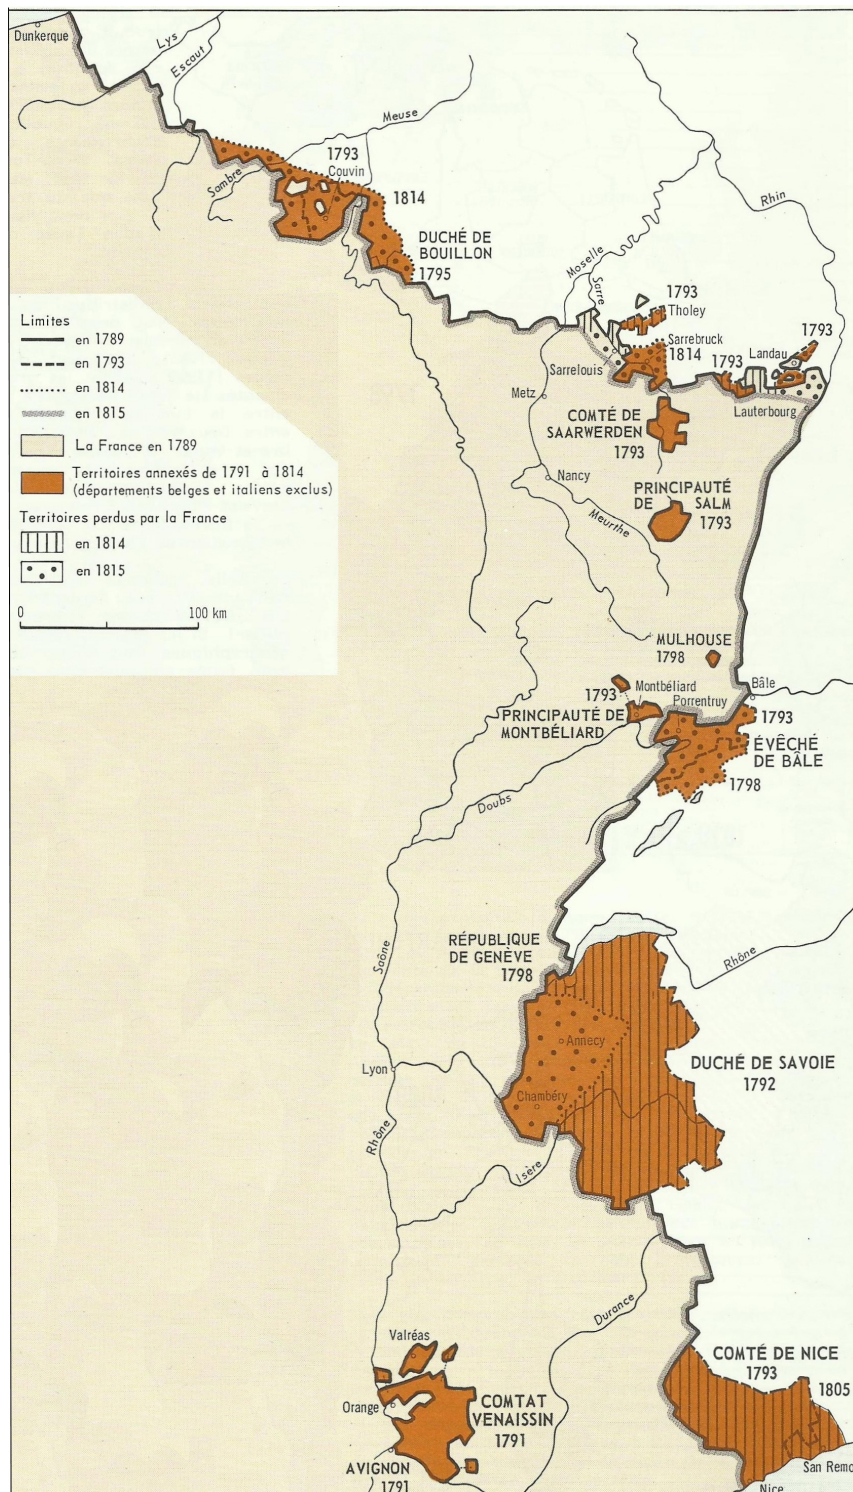 Dunkerque
Lys
Escaut
Meuse
Sambre
1793
Couvin
1814
DUCHÉ DE
BOUILLON
1795
Rhin
Moselle
Sarre
1793
Tholey
Sarrebruck
1814
1793
Landau
1793
Sarrelouis
Lauterbourg
Metz
COMTÉ DE
SAARWERDEN
1793
Nancy
PRINCIPAUTÉ
DE SALM
1793
Meurthe
Limites
en 1789
en 1793
en 1814
en 1815
La France en 1789
Territoires annexés de 1791 à 1814
(départements belges et italiens exclus)
Territoires perdus par la France
en 1814
en 1815
0 100 km
MULHOUSE
1798
Bâle
1793
Montbéliard
Porrentruy
PRINCIPAUTÉ DE
MONTBÉLIARD
1793
ÉVÊCHÉ
DE BÂLE
1798
Doubs
Saône
RÉPUBLIQUE
DE GENÈVE
1798
Rhône
Annecy
DUCHÉ DE SAVOIE
1792
Lyon
Chambéry
Rhône
Isère
Durance
Valréas
COMTÉ DE NICE
1793
1805
Orange
COMTAT
VENAISSIN
1791
AVIGNON
1791
San Remo
Nice